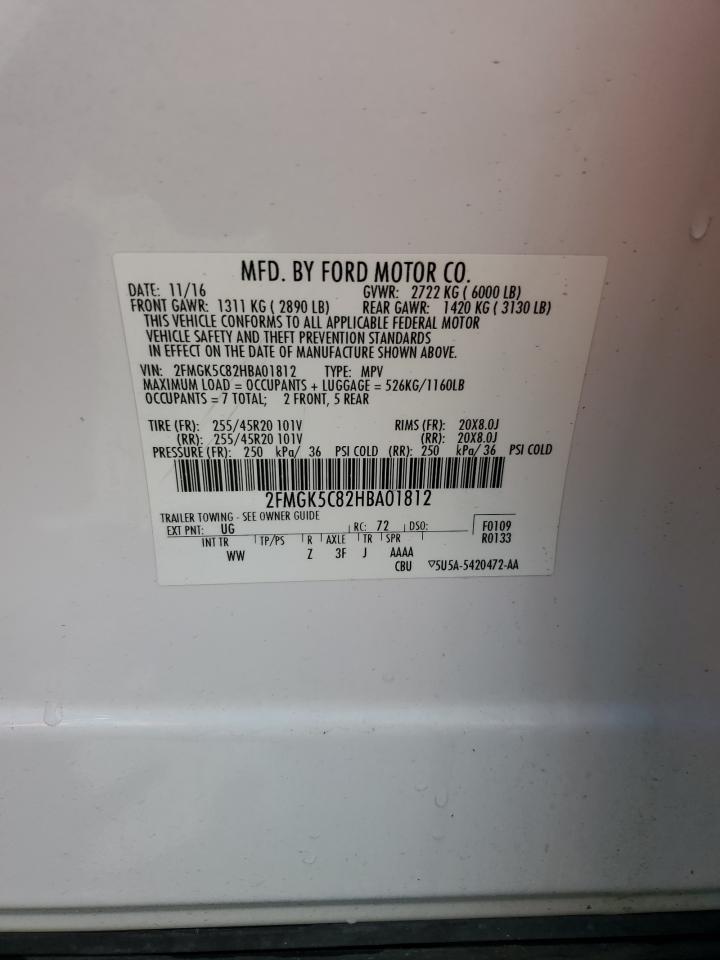 MFD. BY FORD MOTOR CO.
DATE: 11/16 GVWR: 2722 KG ( 6000 LB)
FRONT GAWR: 1311 KG ( 2890 LB) REAR GAWR: 1420 KG ( 3130 LB)
THIS VEHICLE CONFORMS TO ALL APPLICABLE FEDERAL MOTOR
VEHICLE SAFETY AND THEFT PREVENTION STANDARDS
IN EFFECT ON THE DATE OF MANUFACTURE SHOWN ABOVE.
VIN: 2FMGK5C82HBA01812 TYPE: MPV
MAXIMUM LOAD = OCCUPANTS + LUGGAGE = 526KG/1160LB
OCCUPANTS = 7 TOTAL; 2 FRONT, 5 REAR
TIRE (FR): 255/45R20 101V RIMS (FR): 20X8.0J
(RR): 255/45R20 101V (RR): 20X8.0J
PRESSURE (FR): 250 kPa/ 36 PSI COLD (RR): 250 kPa/ 36 PSI COLD
2FMGK5C82HBA01812
TRAILER TOWING - SEE OWNER GUIDE
EXT PNT: UG RC: 72 DSO: F0109
INT TR TP/PS R AXLE TR SPR R0133
WW Z 3F J AAAA
CBU ▽5U5A-5420472-AA